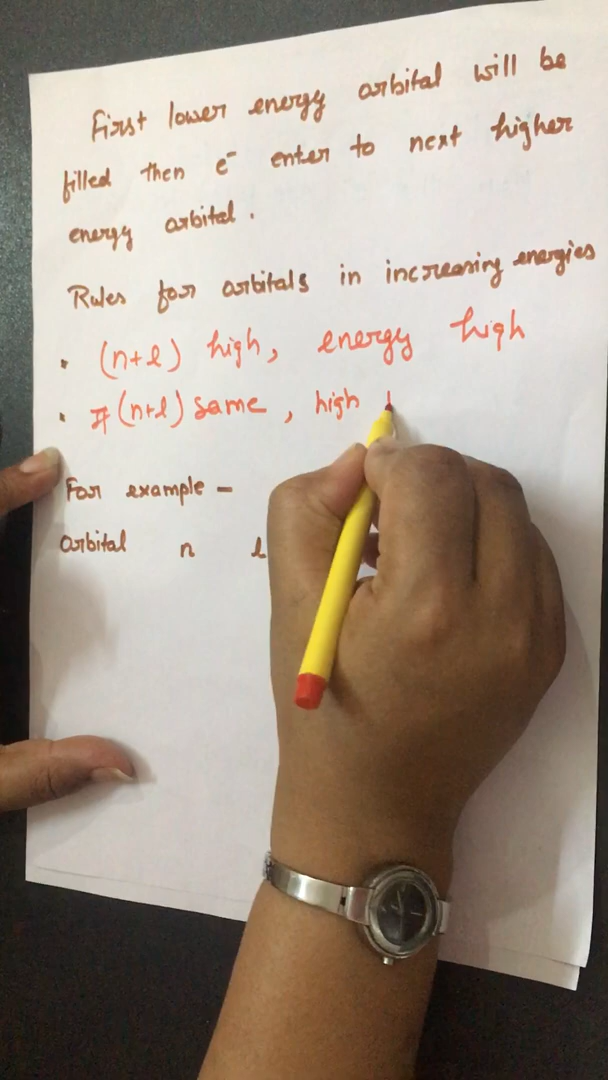 First lower energy orbital will be
filled then e⁻ enter to next higher
energy orbital.
Rules for orbitals in increasing energies
• (n+l) high, energy high
• If (n+l) same, high
For example -
orbital n l